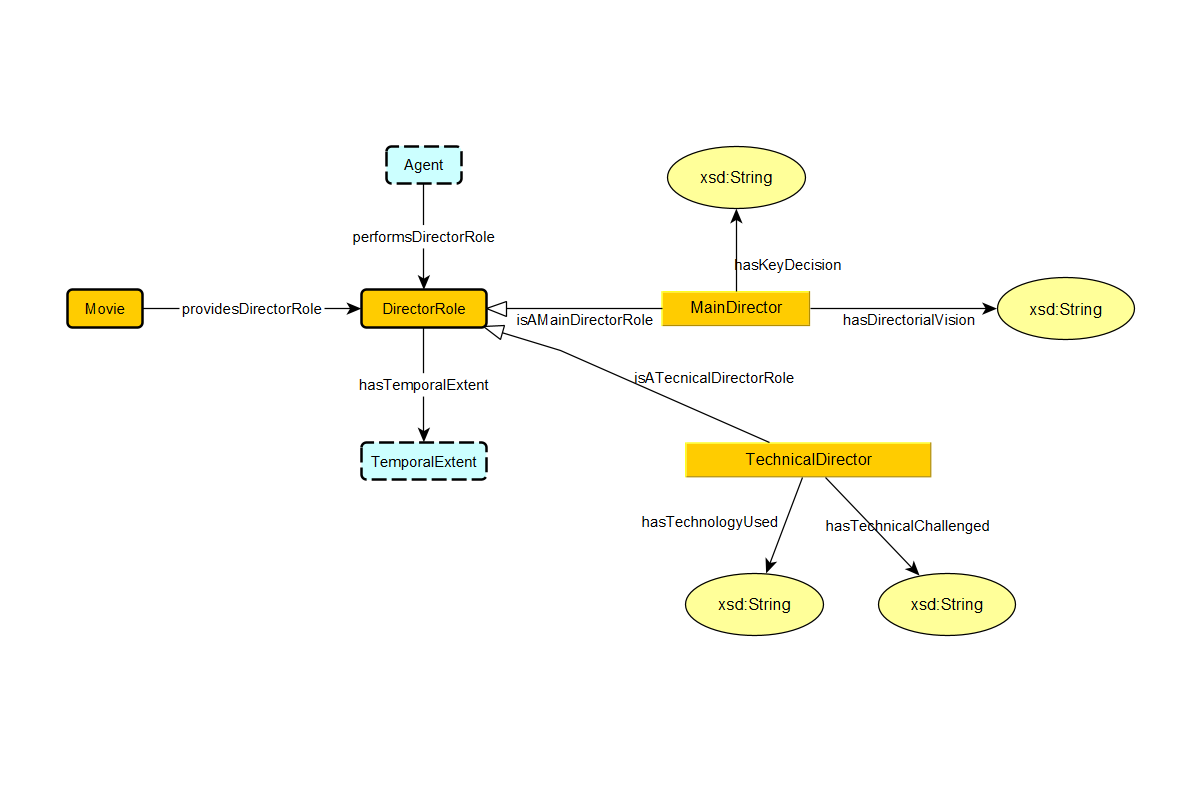 Agent
xsd:String
performsDirectorRole
hasKeyDecision
Movie
providesDirectorRole
DirectorRole
isAMainDirectorRole
MainDirector
hasDirectorialVision
xsd:String
hasTemporalExtent
isATecnicalDirectorRole
TemporalExtent
TechnicalDirector
hasTechnologyUsed
hasTechnicalChallenged
xsd:String
xsd:String